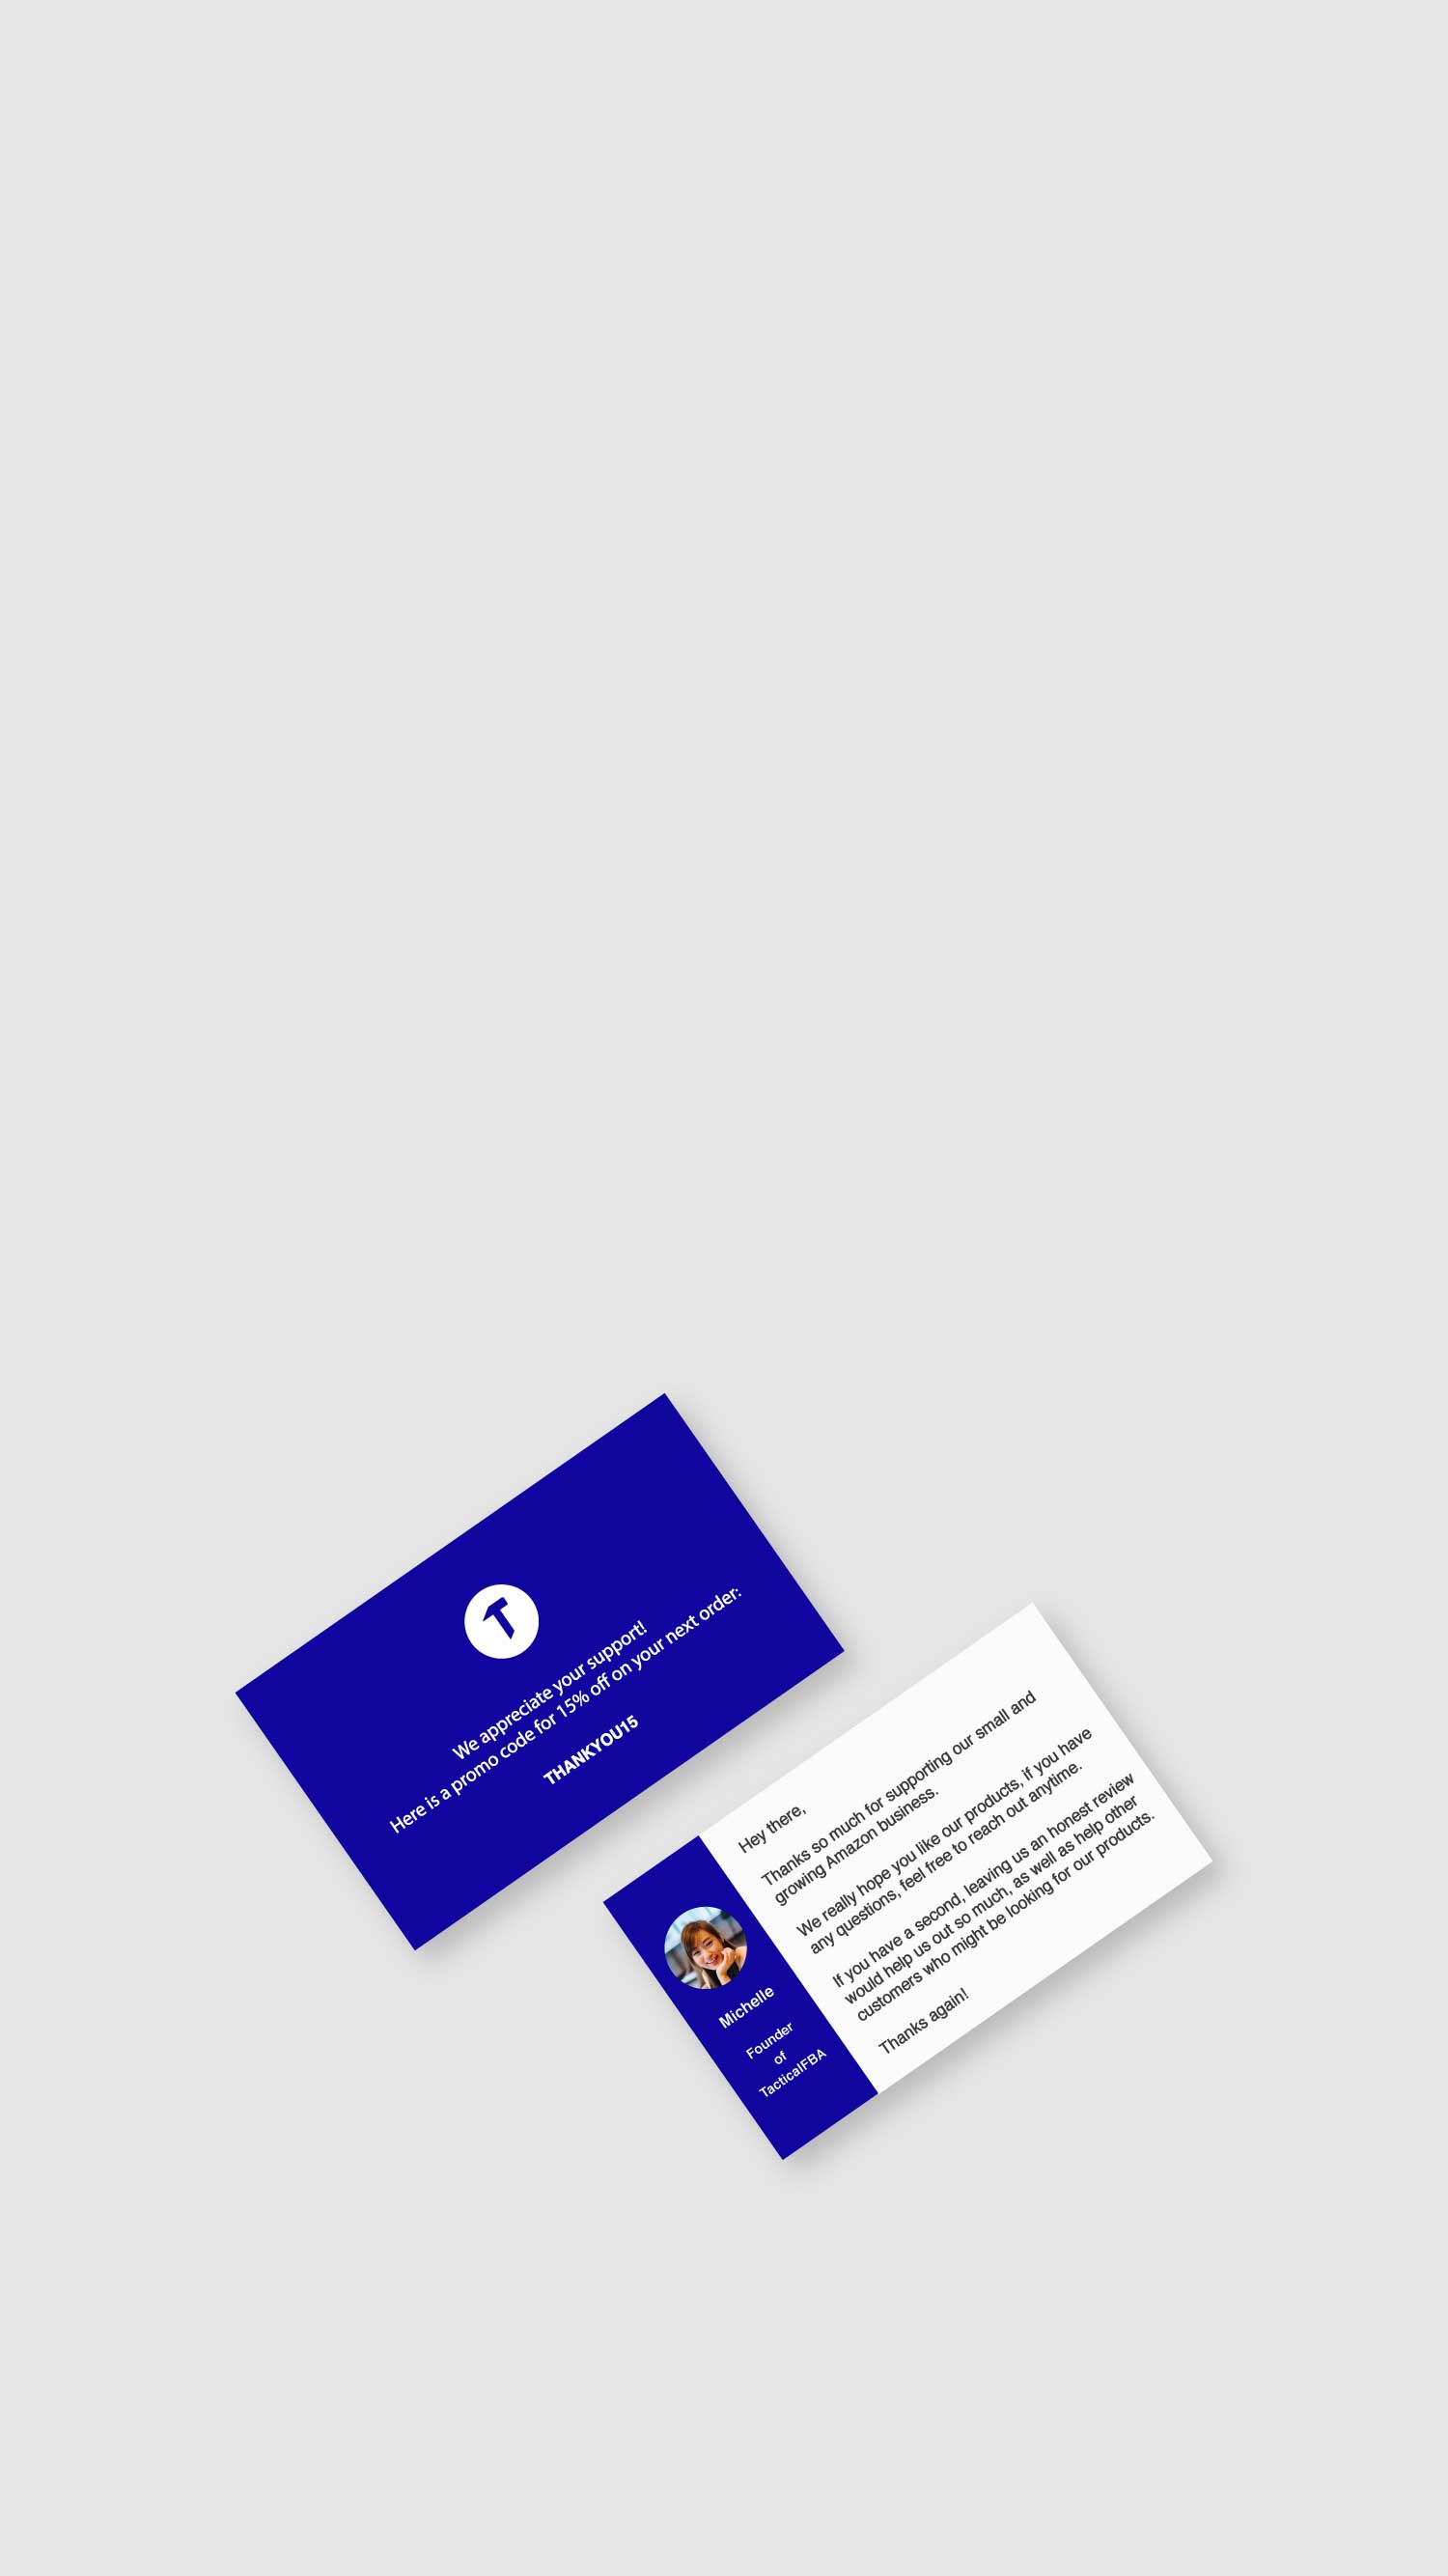 T
We appreciate your support!
Here is a promo code for 15% off on your next order:
THANKYOU15
Michelle
Founder
of
TacticalFBA
Hey there,
Thanks so much for supporting our small and
growing Amazon business.
We really hope you like our products, if you have
any questions, feel free to reach out anytime.
If you have a second, leaving us an honest review
would help us out so much, as well as help other
customers who might be looking for our products.
Thanks again!